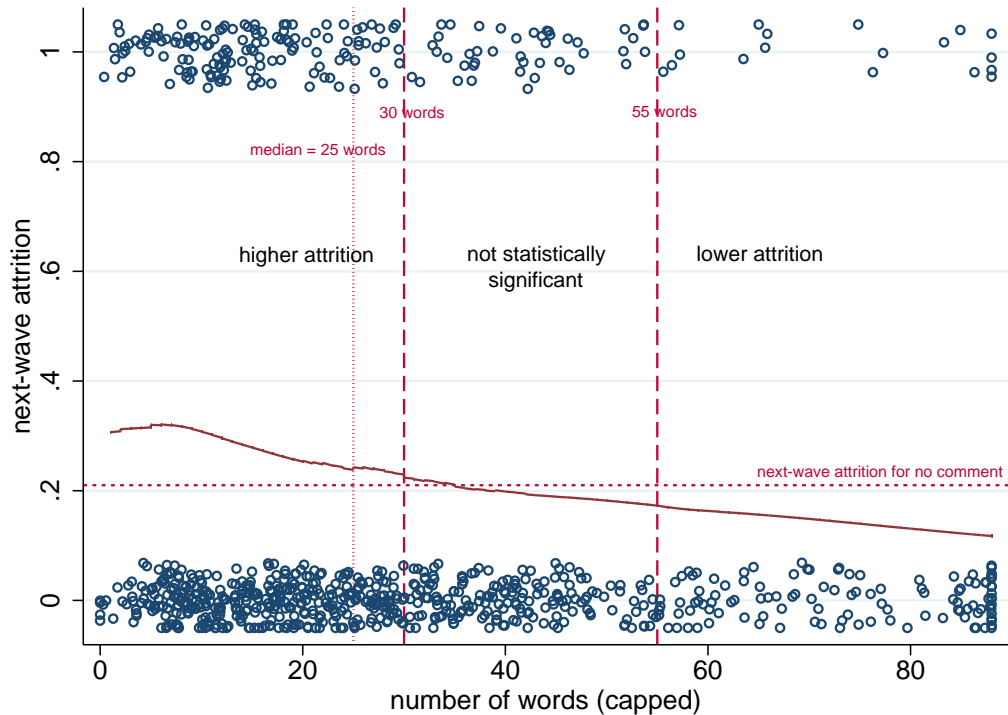 1
30 words
55 words
.8
median = 25 words
higher attrition
not statistically
significant
lower attrition
.6
next-wave attrition
.4
next-wave attrition for no comment
.2
0
0
20
40
60
80
number of words (capped)